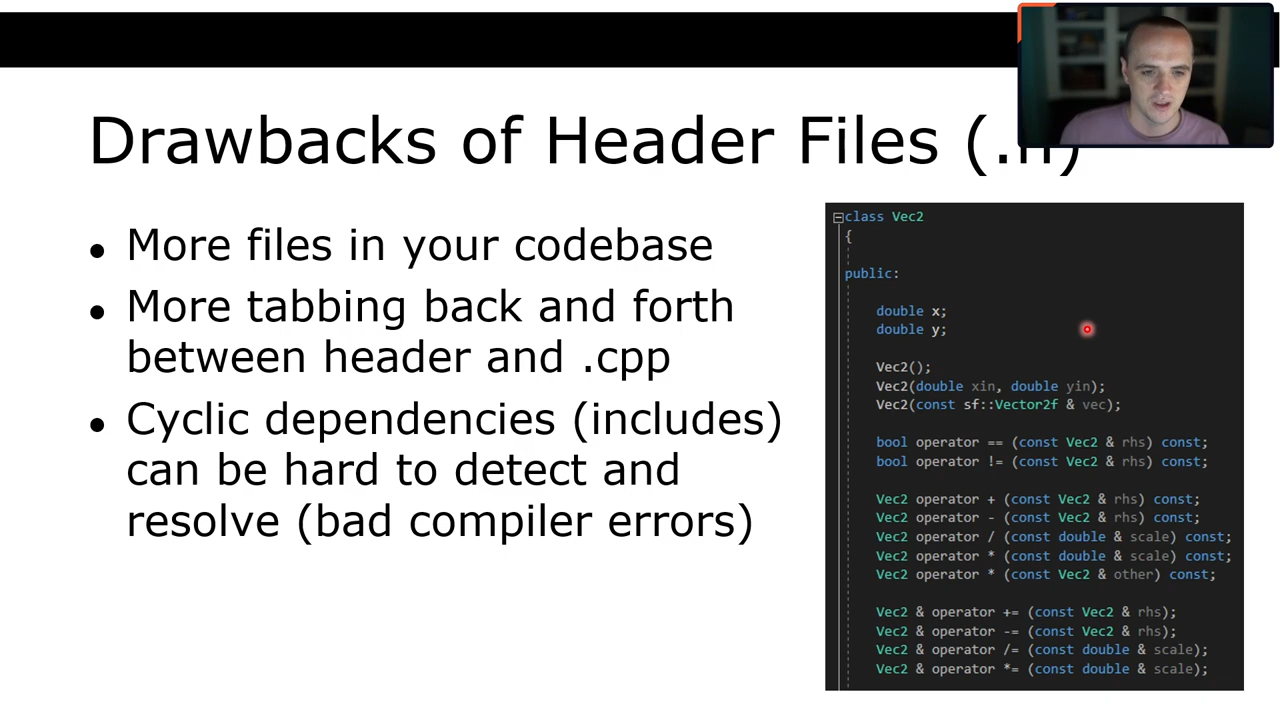 Drawbacks of Header Files (.h)
• More files in your codebase
• More tabbing back and forth
between header and .cpp
• Cyclic dependencies (includes)
can be hard to detect and
resolve (bad compiler errors)
class Vec2
{
public:
double x;
double y;
Vec2();
Vec2(double xin, double yin);
Vec2(const sf::Vector2f & vec);
bool operator == (const Vec2 & rhs) const;
bool operator != (const Vec2 & rhs) const;
Vec2 operator + (const Vec2 & rhs) const;
Vec2 operator - (const Vec2 & rhs) const;
Vec2 operator / (const double & scale) const;
Vec2 operator * (const double & scale) const;
Vec2 operator * (const Vec2 & other) const;
Vec2 & operator += (const Vec2 & rhs);
Vec2 & operator -= (const Vec2 & rhs);
Vec2 & operator /= (const double & scale);
Vec2 & operator *= (const double & scale);